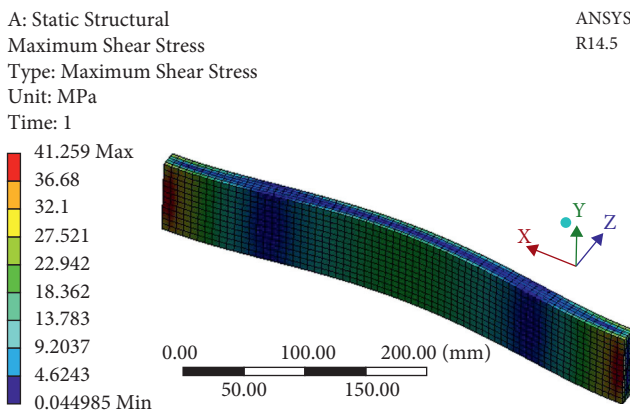 A: Static Structural
Maximum Shear Stress
Type: Maximum Shear Stress
Unit: MPa
Time: 1
ANSYS
R14.5
41.259 Max
36.68
32.1
27.521
22.942
18.362
13.783
9.2037
4.6243
0.044985 Min
Y
X
Z
0.00 100.00 200.00 (mm)
50.00 150.00